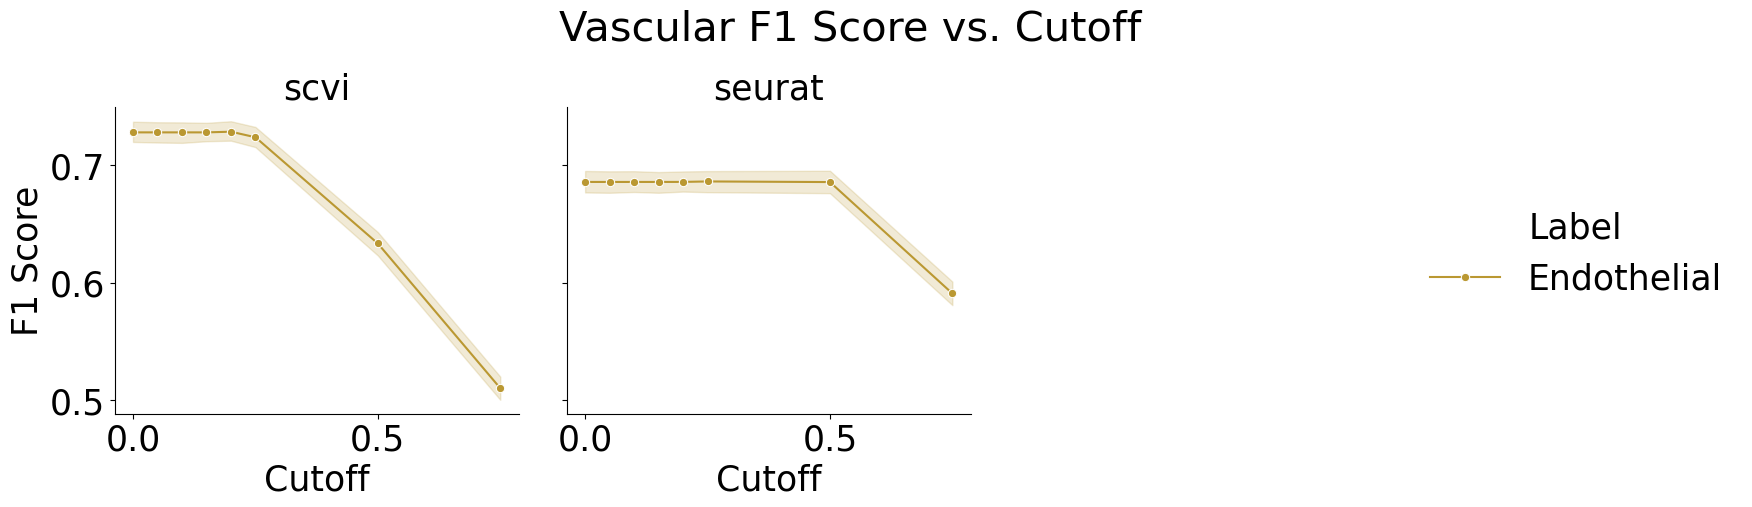 Vascular F1 Score vs. Cutoff
scvi
seurat
F1 Score
0.7
0.6
0.5
0.0
0.5
0.0
0.5
Cutoff
Cutoff
Label
Endothelial